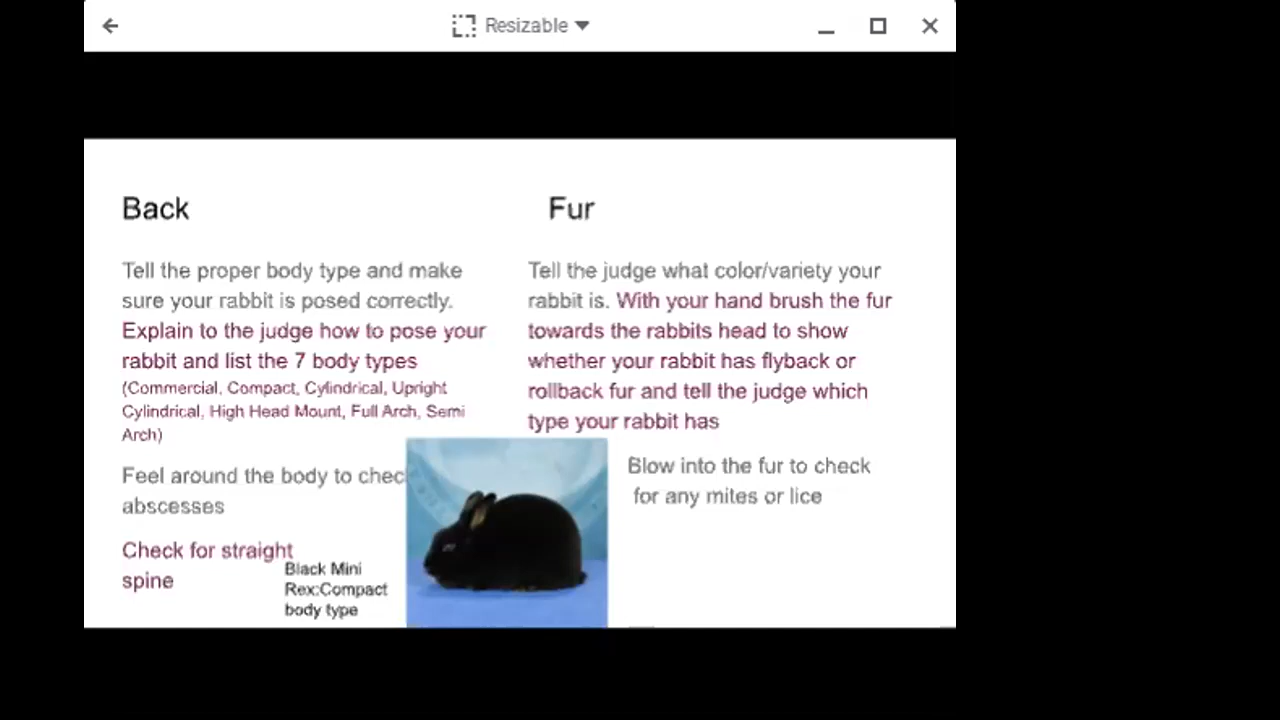 Resizable
Back
Tell the proper body type and make
sure your rabbit is posed correctly.
Explain to the judge how to pose your
rabbit and list the 7 body types
(Commercial, Compact, Cylindrical, Upright
Cylindrical, High Head Mount, Full Arch, Semi
Arch)
Feel around the body to chec
abscesses
Check for straight
spine
Black Mini
Rex:Compact
body type
Fur
Tell the judge what color/variety your
rabbit is. With your hand brush the fur
towards the rabbits head to show
whether your rabbit has flyback or
rollback fur and tell the judge which
type your rabbit has
Blow into the fur to check
for any mites or lice